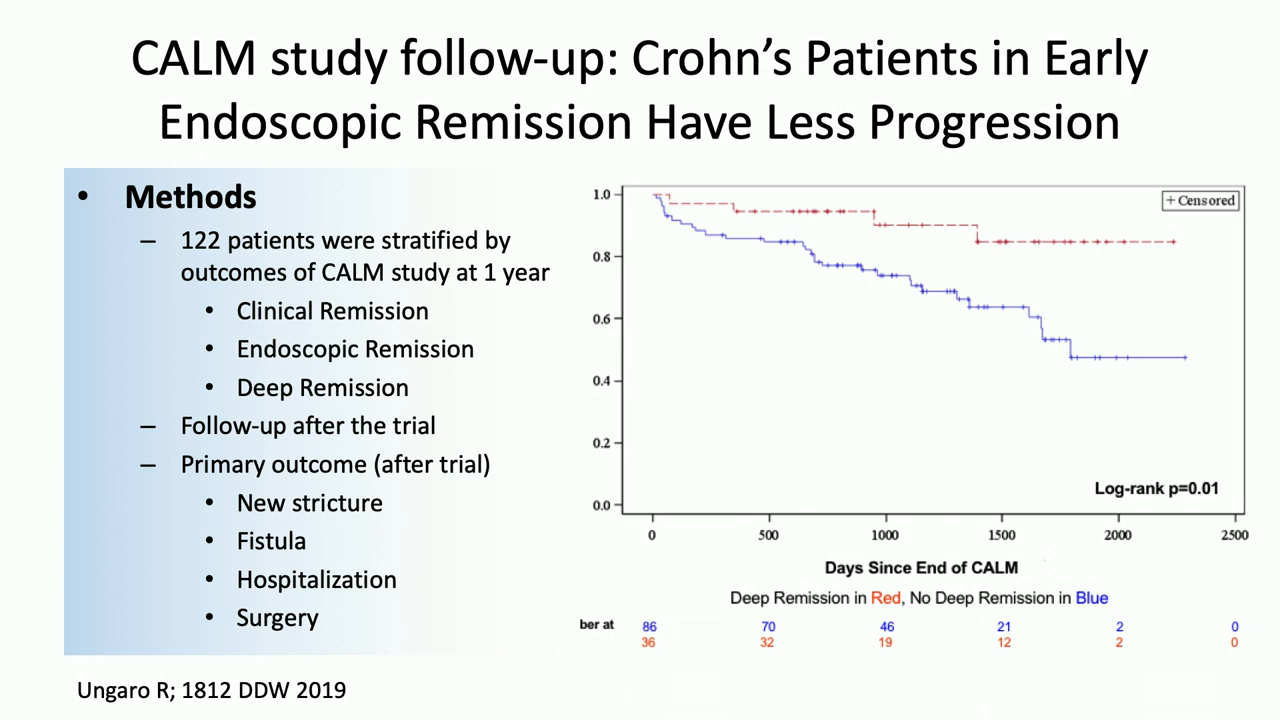 CALM study follow-up: Crohn’s Patients in Early
Endoscopic Remission Have Less Progression
• Methods
– 122 patients were stratified by
outcomes of CALM study at 1 year
• Clinical Remission
• Endoscopic Remission
• Deep Remission
– Follow-up after the trial
– Primary outcome (after trial)
• New stricture
• Fistula
• Hospitalization
• Surgery
+ Censored
1.0
0.8
0.6
0.4
0.2
0.0
Log-rank p=0.01
0 500 1000 1500 2000 2500
Days Since End of CALM
Deep Remission in Red, No Deep Remission in Blue
ber at 86 70 46 21 2 0
36 32 19 12 2 0
Ungaro R; 1812 DDW 2019